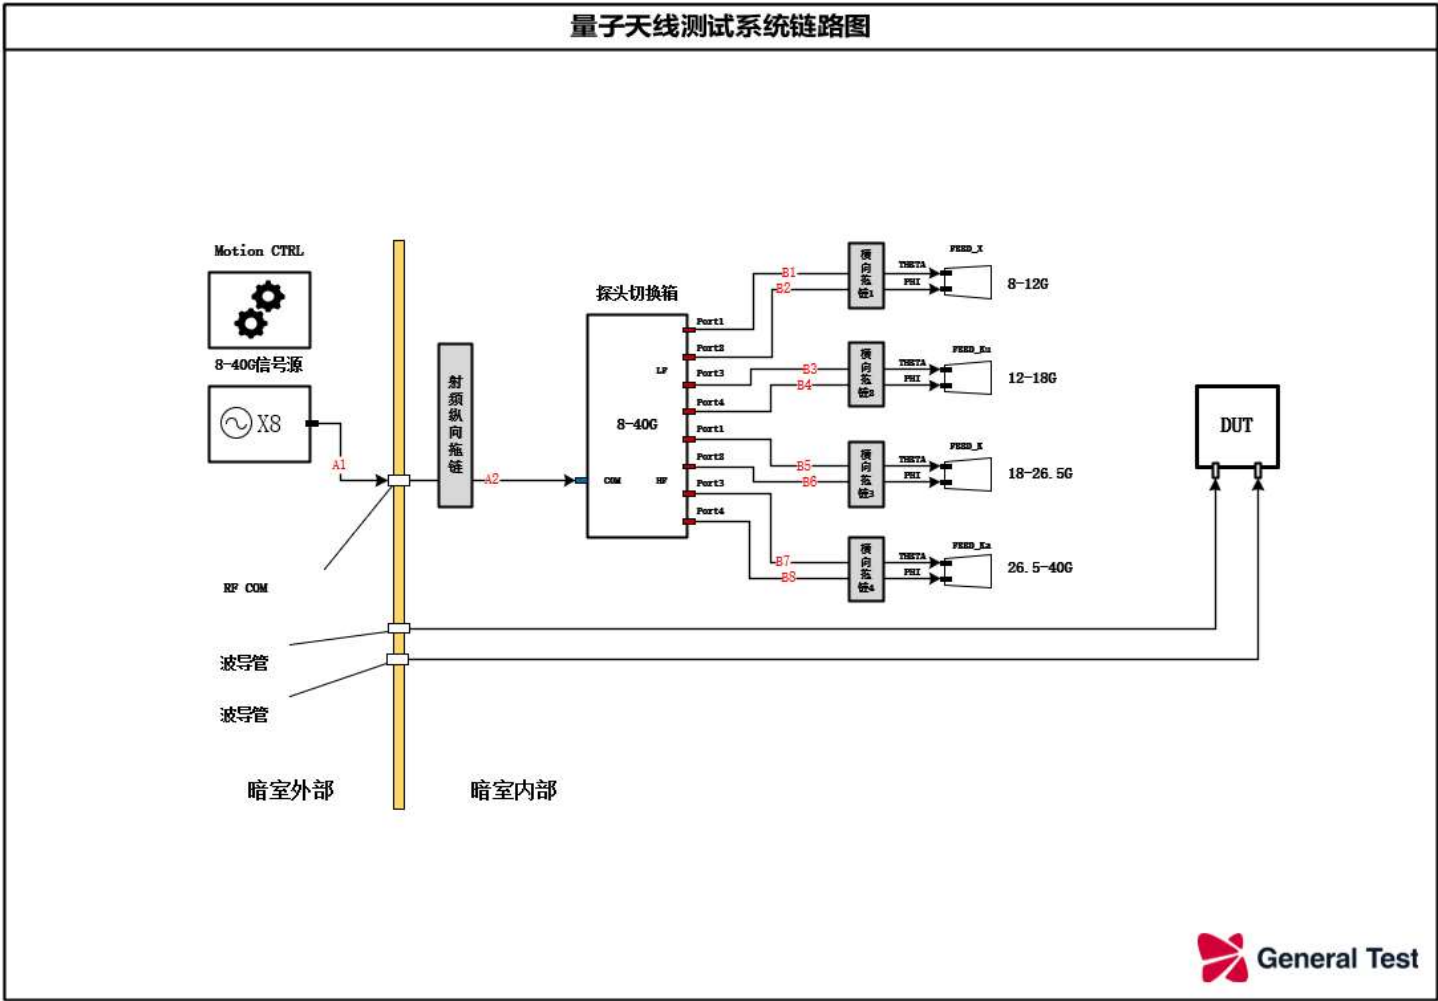 量子天线测试系统链路图
Motion CTRL
8-40G信号源
X8
A1
射频纵向拖链
A2
探头切换箱
Port1
Port2
LF
Port3
Port4
8-40G
Port1
Port2
COM
HF
Port3
Port4
B1
B2
B3
B4
B5
B6
B7
B8
横向拖链1
THETA
PHI
FEED_X
8-12G
横向拖链2
THETA
PHI
FEED_Ku
12-18G
横向拖链3
THETA
PHI
FEED_K
18-26.5G
横向拖链4
THETA
PHI
FEED_Ka
26.5-40G
DUT
RF COM
波导管
波导管
暗室外部
暗室内部
General Test